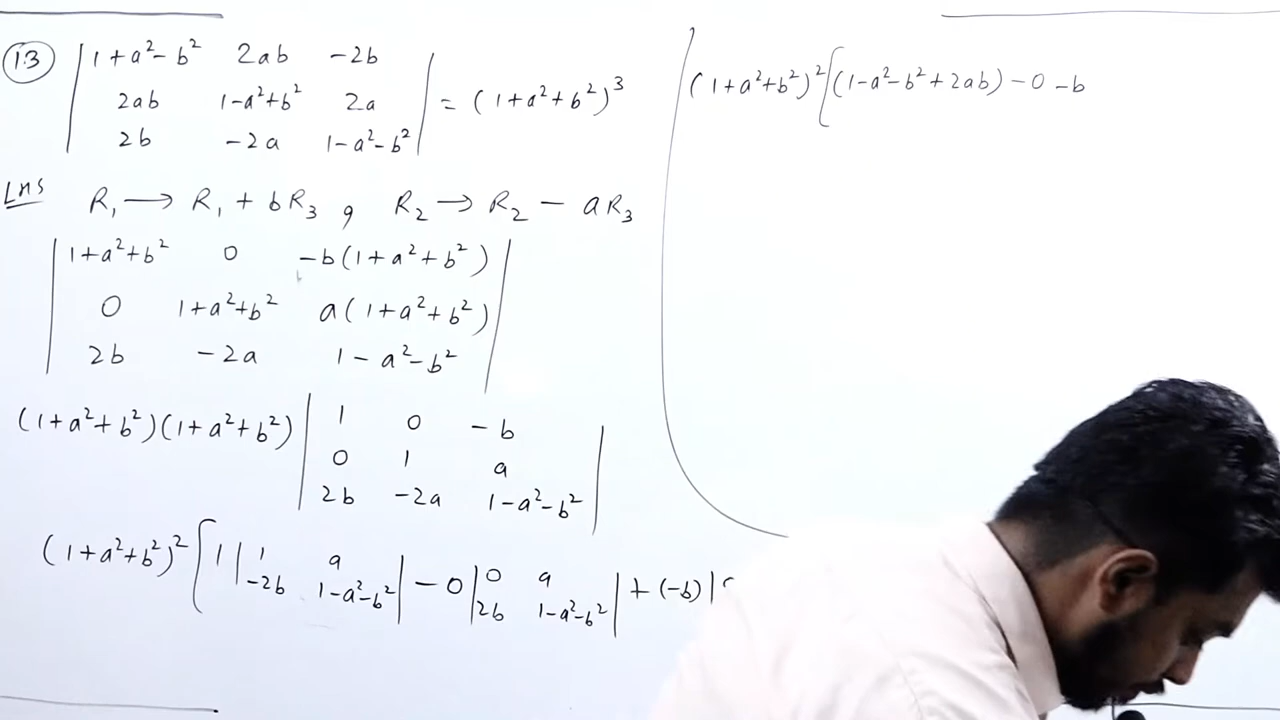 (13) | 1+a²-b² 2ab -2b |
| 2ab 1-a²+b² 2a | = (1+a²+b²)³
| 2b -2a 1-a²-b² |
LHS R₁ → R₁ + bR₃ , R₂ → R₂ - aR₃
| 1+a²+b² 0 -b(1+a²+b²) |
| 0 1+a²+b² a(1+a²+b²) |
| 2b -2a 1-a²-b² |
(1+a²+b²)(1+a²+b²) | 1 0 -b |
| 0 1 a |
| 2b -2a 1-a²-b² |
(1+a²+b²)² [ 1 | 1 a | - 0 | 0 a | + (-b) |
| -2b 1-a²-b² | | 2b 1-a²-b² |
(1+a²+b²)² [ (1-a²-b²+2ab) - 0 - b